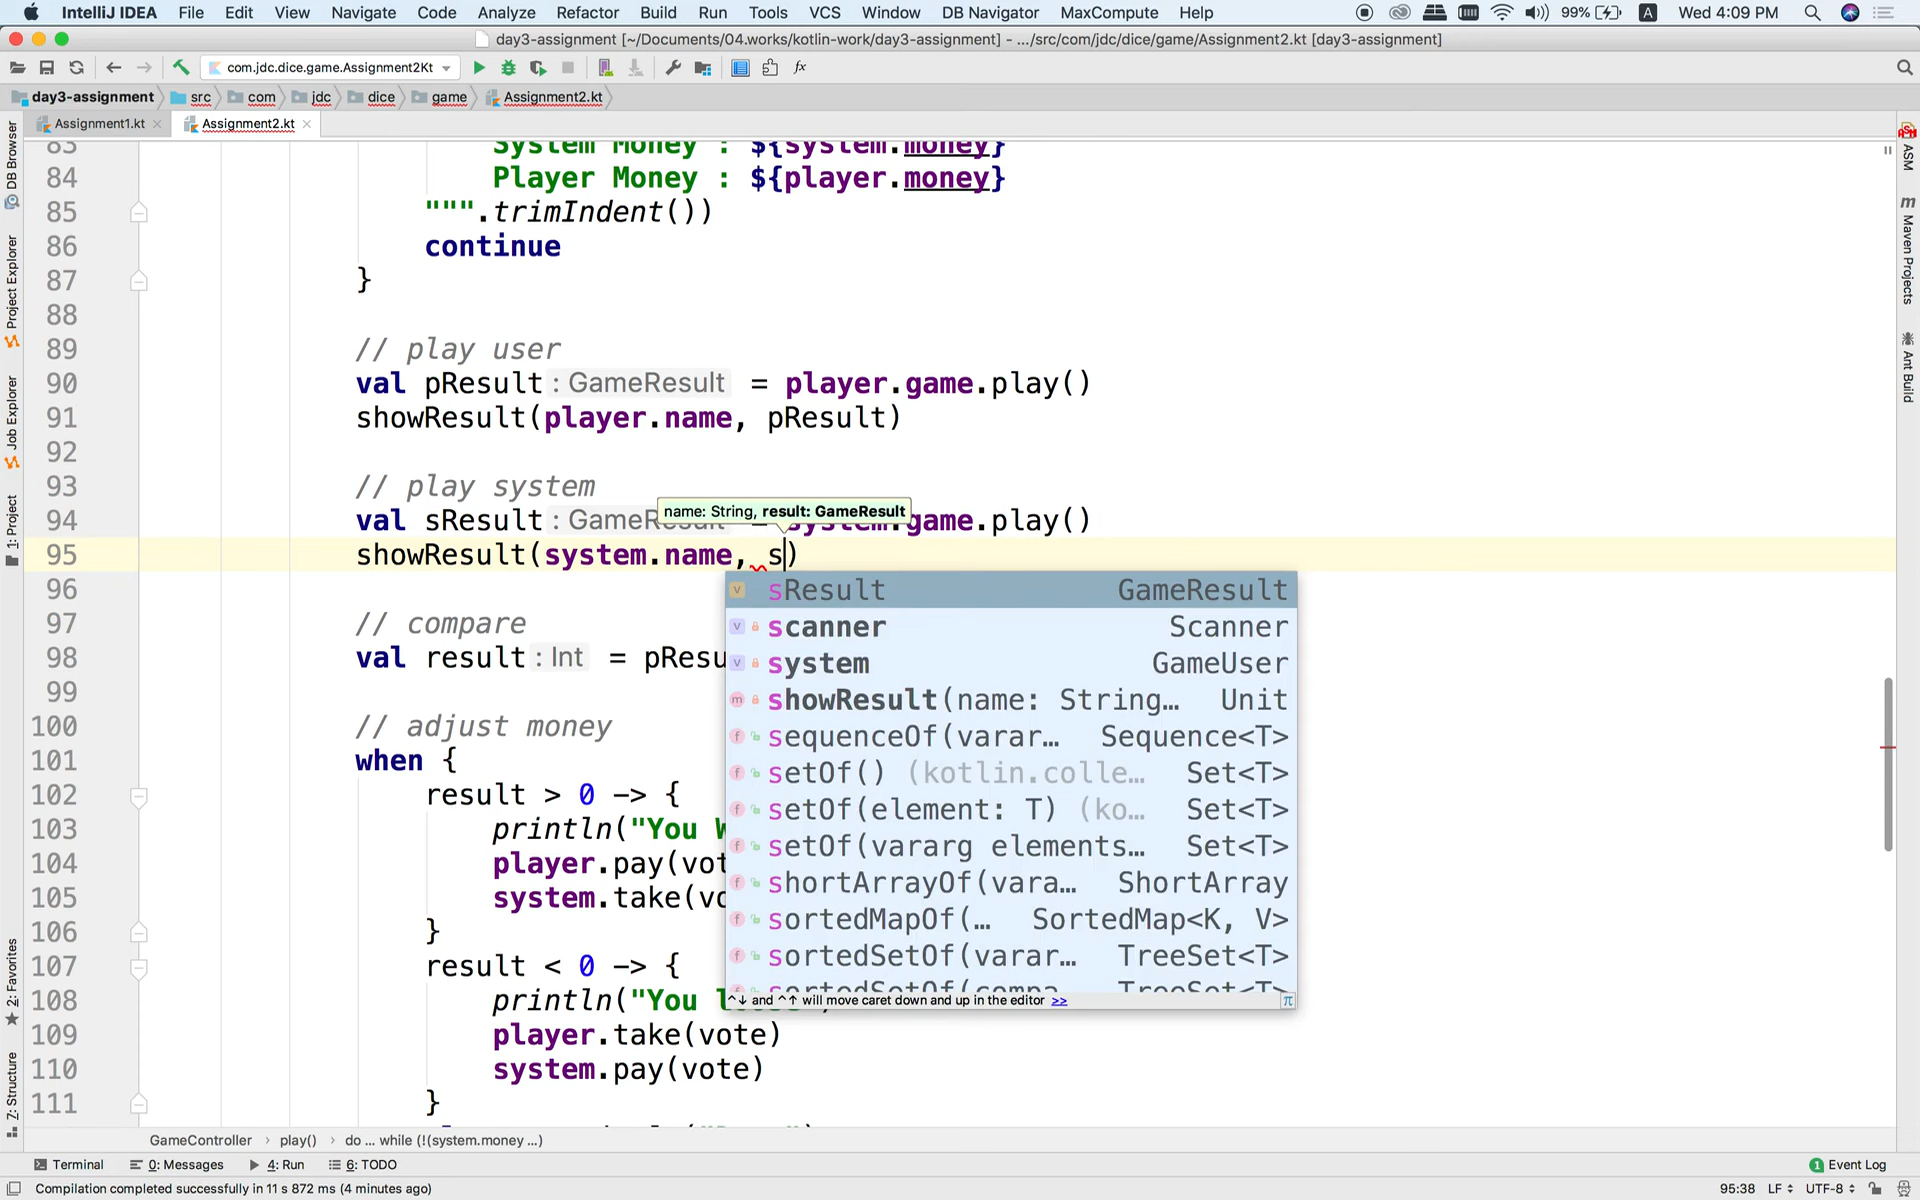 IntelliJ IDEA File Edit View Navigate Code Analyze Refactor Build Run Tools VCS Window DB Navigator MaxCompute Help 99% A Wed 4:09 PM
day3-assignment [~/Documents/04.works/kotlin-work/day3-assignment] - .../src/com/jdc/dice/game/Assignment2.kt [day3-assignment]
com.jdc.dice.game.Assignment2Kt
day3-assignment src com jdc dice game Assignment2.kt
Assignment1.kt Assignment2.kt
DB Browser
Project Explorer
Job Explorer
1: Project
2: Favorites
Z: Structure
ASM
Maven Projects
Ant Build
83 System Money : ${system.money}
84 Player Money : ${player.money}
85 """.trimIndent())
86 continue
87 }
88
89 // play user
90 val pResult: GameResult = player.game.play()
91 showResult(player.name, pResult)
92
93 // play system
name: String, result: GameResult
94 val sResult: GameResult = system.game.play()
95 showResult(system.name, s)
96
97 // compare
98 val result: Int = pResu
99
100 // adjust money
101 when {
102 result > 0 -> {
103 println("You W
104 player.pay(vot
105 system.take(vo
106 }
107 result < 0 -> {
108 println("You l
109 player.take(vote)
110 system.pay(vote)
111 }
sResult GameResult
scanner Scanner
system GameUser
showResult(name: String… Unit
sequenceOf(varar… Sequence<T>
setOf() (kotlin.colle… Set<T>
setOf(element: T) (ko… Set<T>
setOf(vararg elements… Set<T>
shortArrayOf(vara… ShortArray
sortedMapOf(… SortedMap<K, V>
sortedSetOf(varar… TreeSet<T>
sortedSetOf(compa TreeSet<T>
^↓ and ^↑ will move caret down and up in the editor >> π
GameController › play() › do ... while (!(system.money ...)
Terminal 0: Messages 4: Run 6: TODO 1 Event Log
Compilation completed successfully in 11 s 872 ms (4 minutes ago) 95:38 LF UTF-8